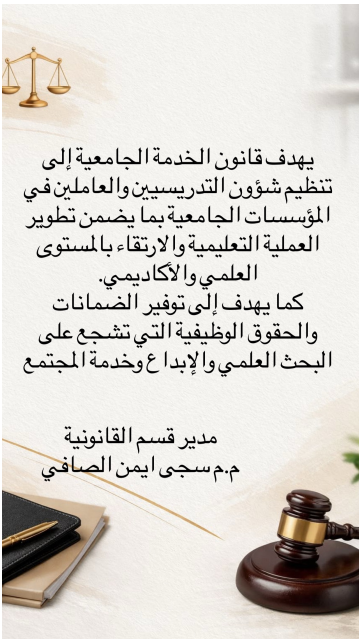 يهدف قانون الخدمة الجامعية إلى
تنظيم شؤون التدريسيين والعاملين في
المؤسسات الجامعية بما يضمن تطوير
العملية التعليمية والارتقاء بالمستوى
العلمي والأكاديمي.
كما يهدف إلى توفير الضمانات
والحقوق الوظيفية التي تشجع على
البحث العلمي والإبداع وخدمة المجتمع
مدير قسم القانونية
م.م سجى ايمن الصافي